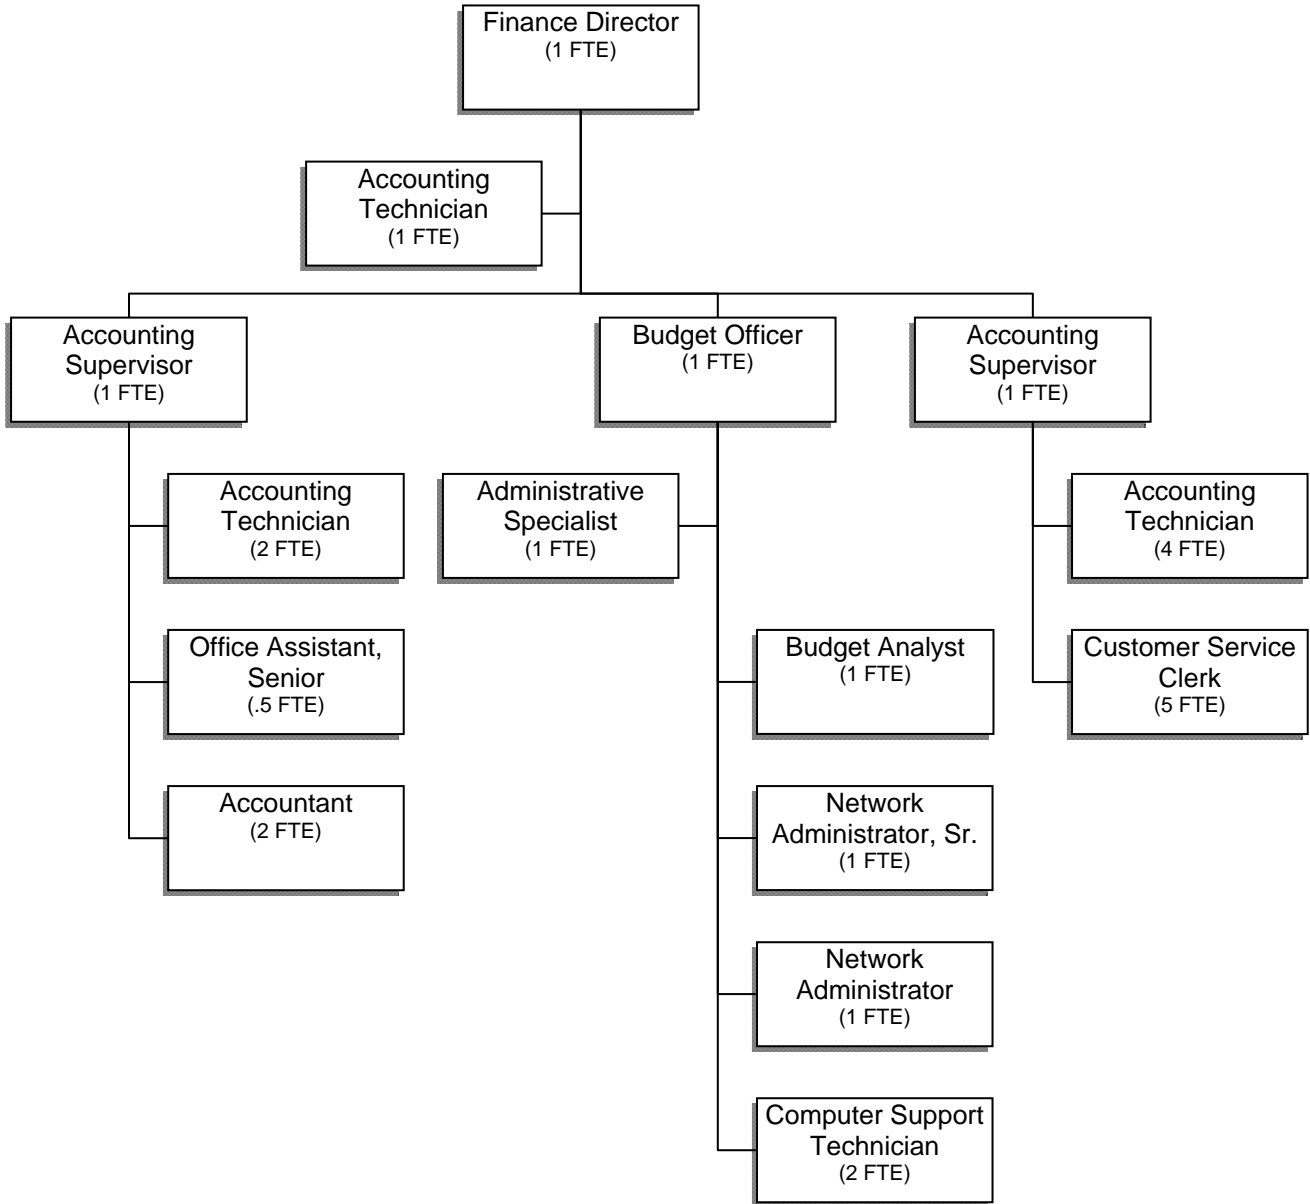 Finance Director
(1 FTE)
Accounting
Technician
(1 FTE)
Accounting
Supervisor
(1 FTE)
Budget Officer
(1 FTE)
Accounting
Supervisor
(1 FTE)
Accounting
Technician
(2 FTE)
Administrative
Specialist
(1 FTE)
Accounting
Technician
(4 FTE)
Office Assistant,
Senior
(.5 FTE)
Budget Analyst
(1 FTE)
Customer Service
Clerk
(5 FTE)
Accountant
(2 FTE)
Network
Administrator, Sr.
(1 FTE)
Network
Administrator
(1 FTE)
Computer Support
Technician
(2 FTE)